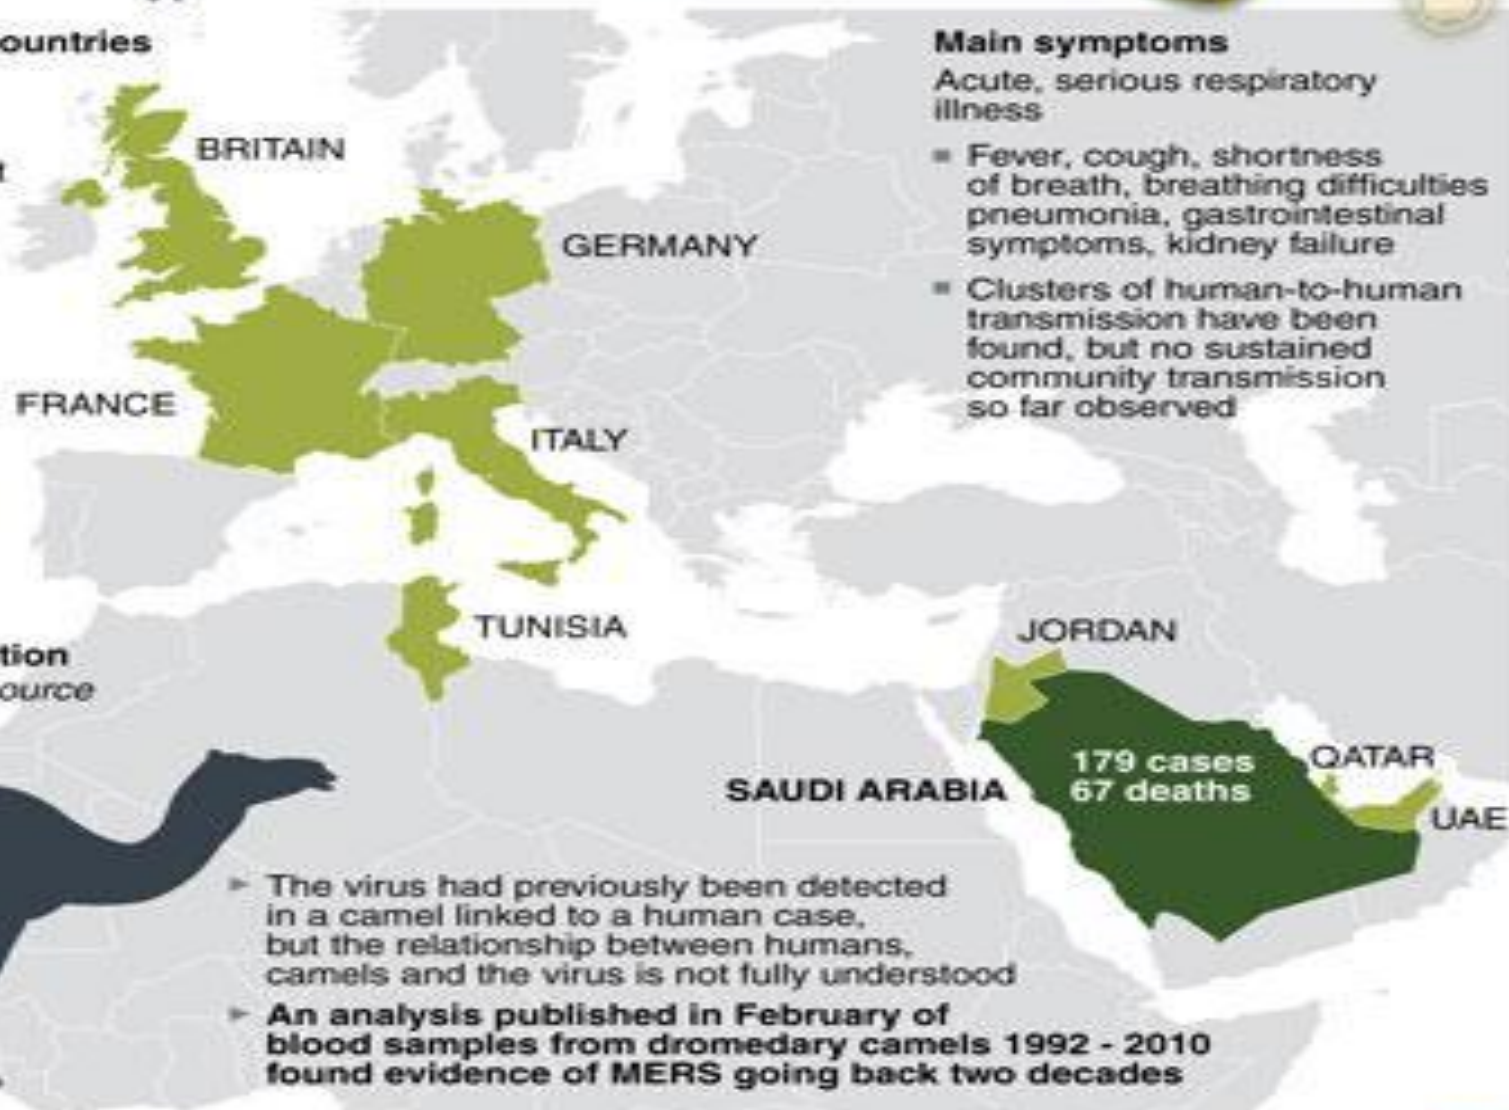 ountries
BRITAIN
t
GERMANY
FRANCE
ITALY
TUNISIA
Main symptoms
Acute, serious respiratory
illness
Fever, cough, shortness
of breath, breathing difficulties
pneumonia, gastrointestinal
symptoms, kidney failure
Clusters of human-to-human
transmission have been
found, but no sustained
community transmission
so far observed
JORDAN
tion
ource
179 cases
67 deaths
QATAR
SAUDI ARABIA
UAE
The virus had previously been detected
in a camel linked to a human case,
but the relationship between humans,
camels and the virus is not fully understood
An analysis published in February of
blood samples from dromedary camels 1992 - 2010
found evidence of MERS going back two decades